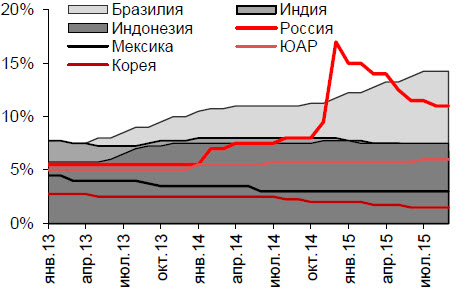 20%
15%
10%
5%
0%
Бразилия Индия
Индонезия Россия
Мексика ЮАР
Корея
янв. 13
апр. 13
июл. 13
окт. 13
янв. 14
апр. 14
июл. 14
окт. 14
янв. 15
апр. 15
июл. 15